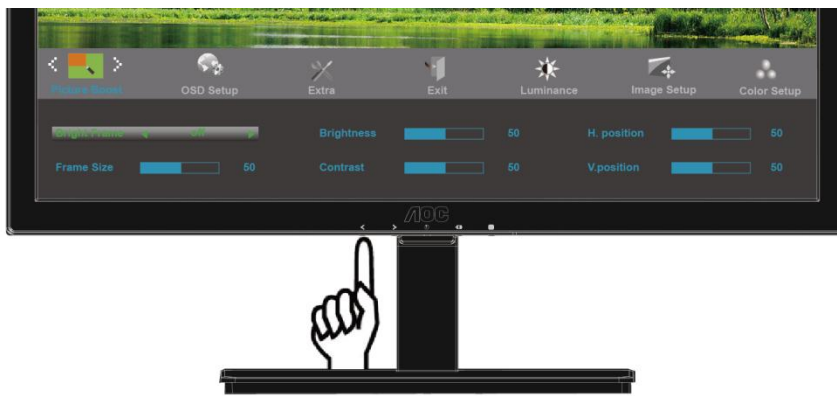 Picture Boost OSD Setup Extra Exit Luminance Image Setup Color Setup
Bright Frame off Brightness 50 H. position 50
Frame Size 50 Contrast 50 V.position 50
AOC